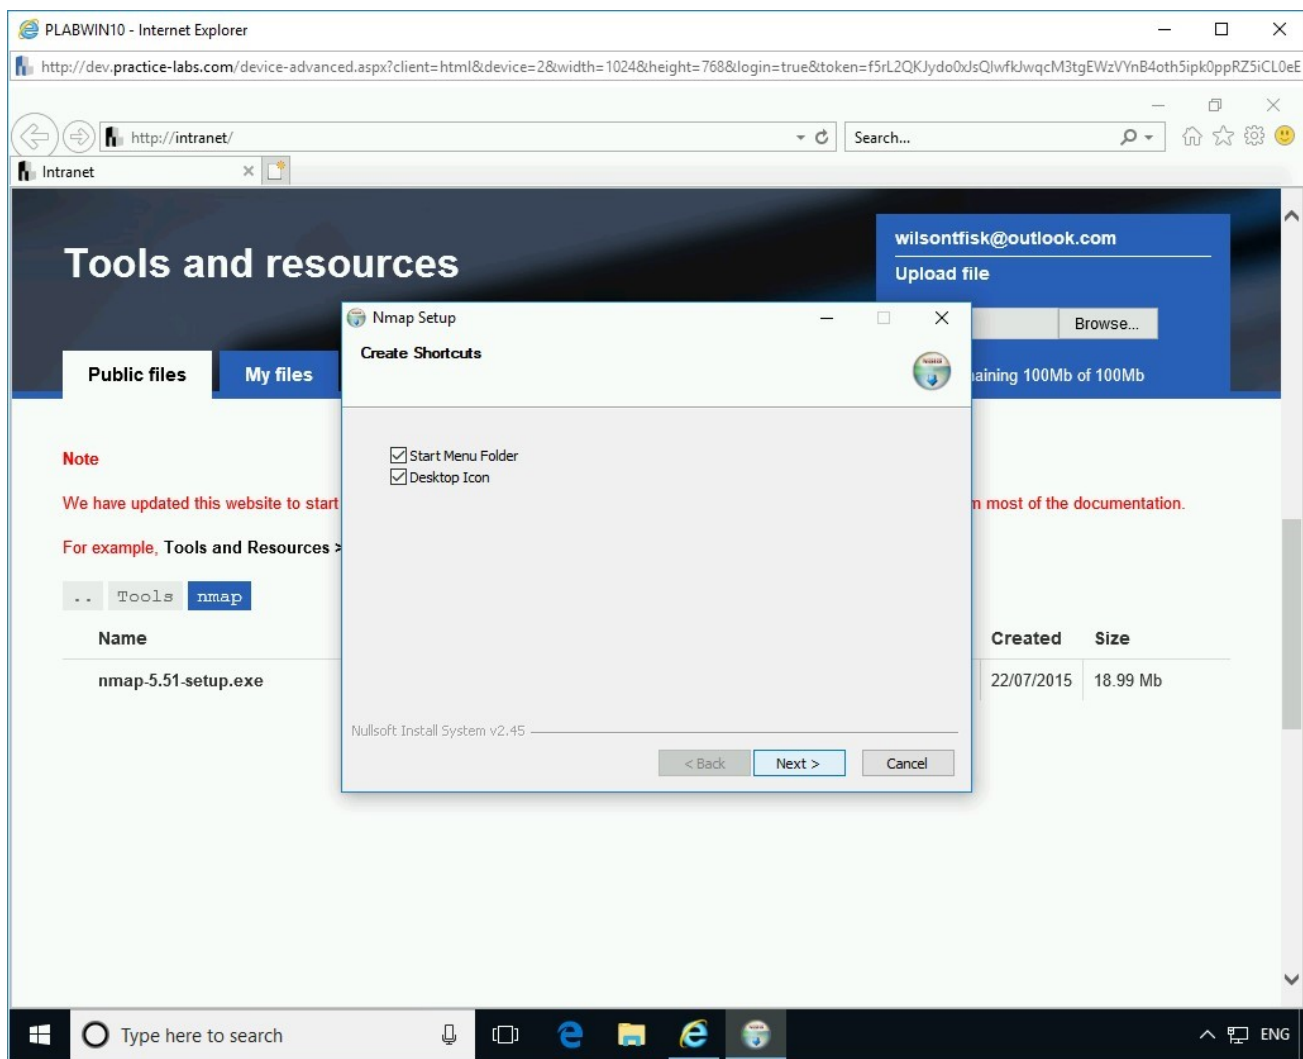 PLABWIN10 - Internet Explorer
http://dev.practice-labs.com/device-advanced.aspx?client=html&device=2&width=1024&height=768&login=true&token=f5rL2QKJydo0xJsQlwfkJwqcM3tgEWzVYnB4oth5ipk0ppRZ5iCL0eE
http://intranet/
Search...
Intranet
Tools and resources
wilsontfisk@outlook.com
Upload file
Browse...
aining 100Mb of 100Mb
Public files
My files
Nmap Setup
Create Shortcuts
Start Menu Folder
Desktop Icon
Nullsoft Install System v2.45
< Back
Next >
Cancel
Note
We have updated this website to start
most of the documentation.
For example, Tools and Resources >
.. Tools nmap
Name Created Size
nmap-5.51-setup.exe 22/07/2015 18.99 Mb
Type here to search
ENG